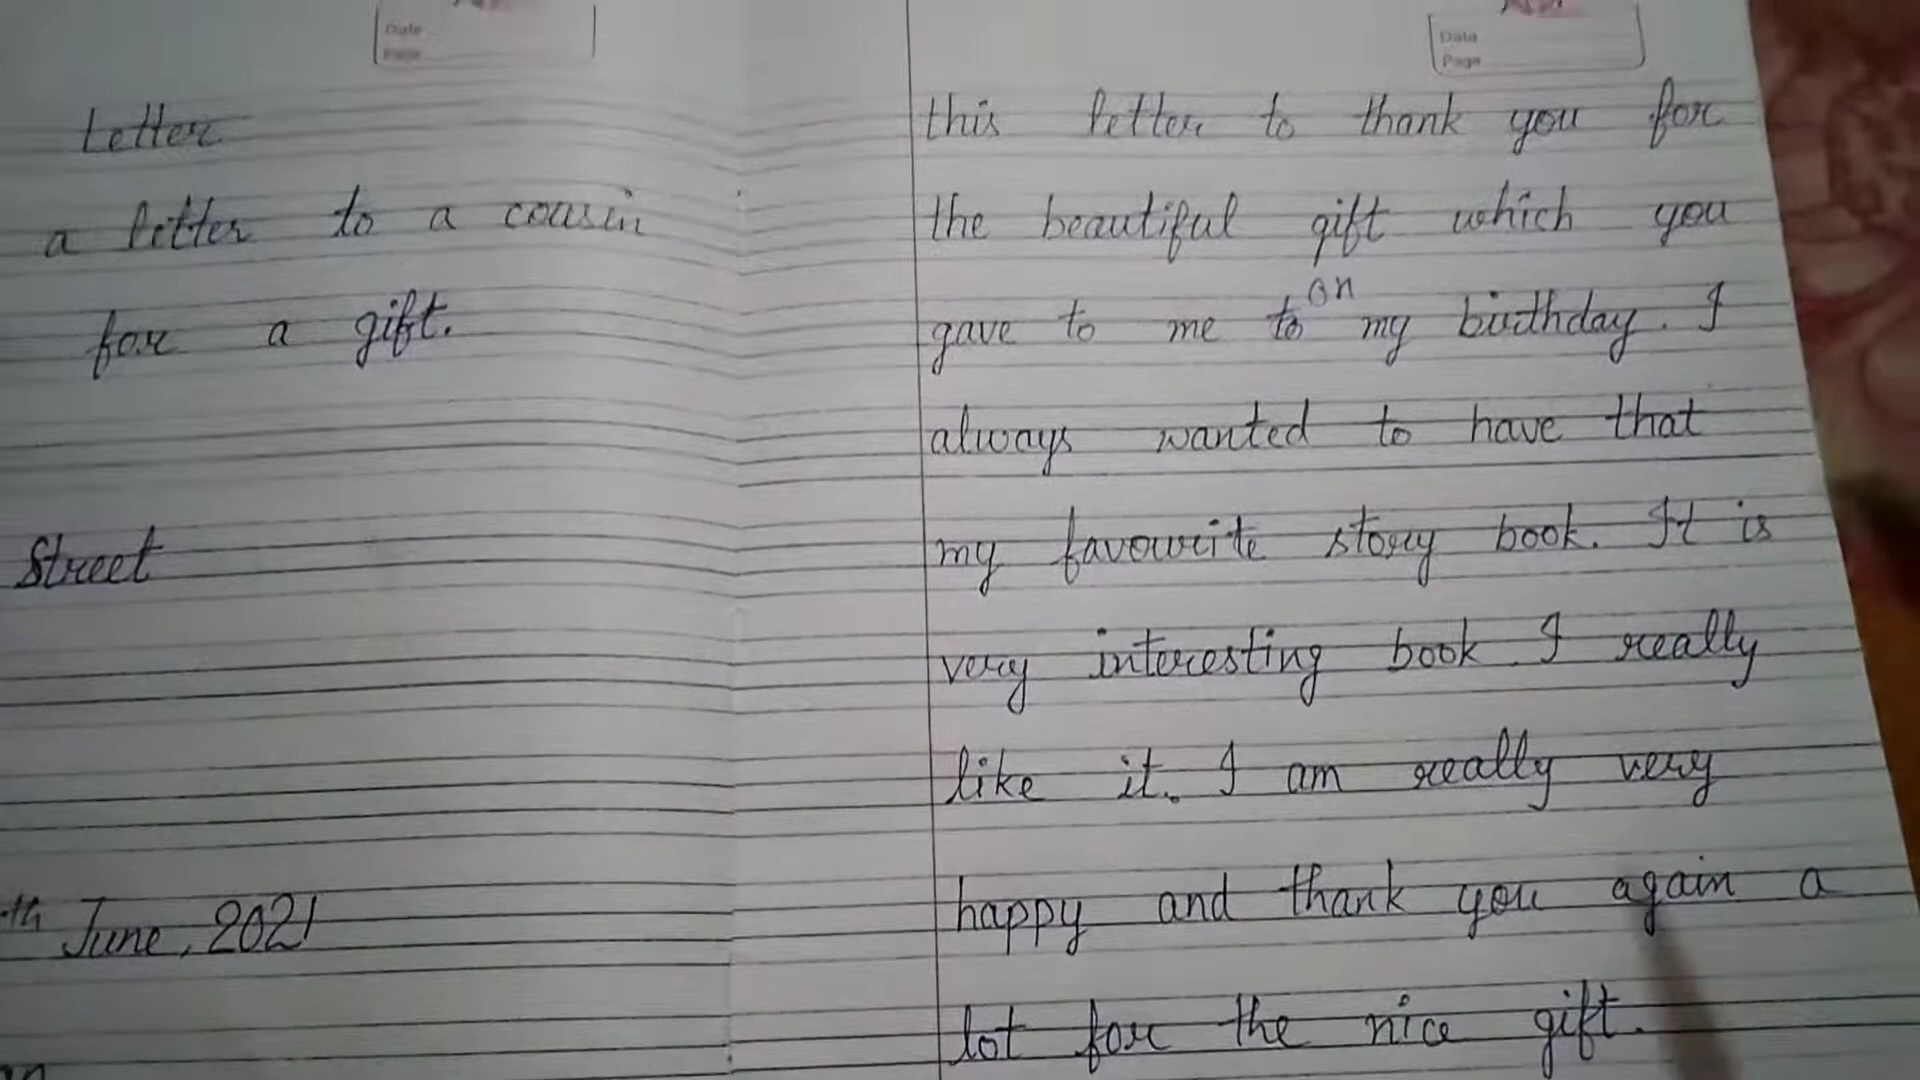 Date
Page
Letter
a letter to a cousin
for a gift.
Street
th June, 2021
Date
Page
this letter to thank you for
the beautiful gift which you
gave to me to on my birthday. I
always wanted to have that
my favourite story book. It is
very interesting book. I really
like it. I am really very
happy and thank you again a
lot for the nice gift.